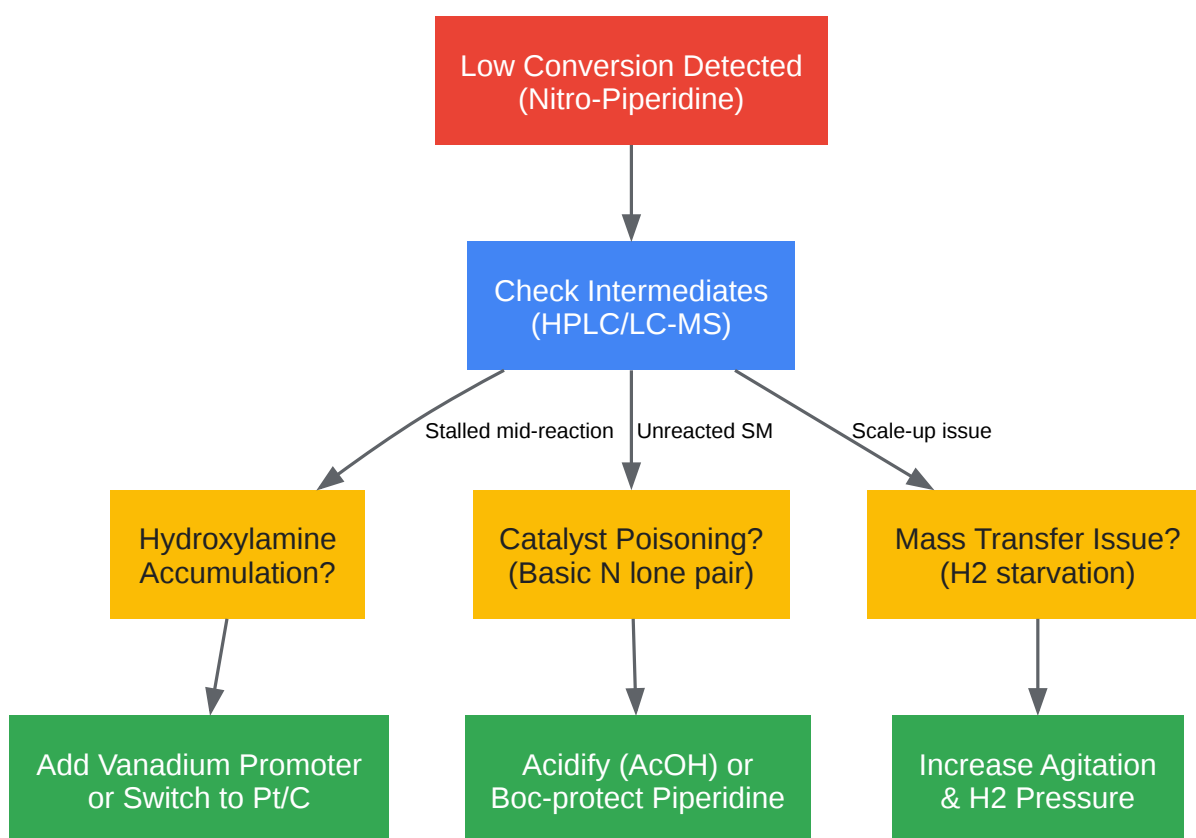 Low Conversion Detected
(Nitro-Piperidine)
Check Intermediates
(HPLC/LC-MS)
Stalled mid-reaction
Unreacted SM
Scale-up issue
Hydroxylamine
Accumulation?
Catalyst Poisoning?
(Basic N lone pair)
Mass Transfer Issue?
(H2 starvation)
Add Vanadium Promoter
or Switch to Pt/C
Acidify (AcOH) or
Boc-protect Piperidine
Increase Agitation
& H2 Pressure